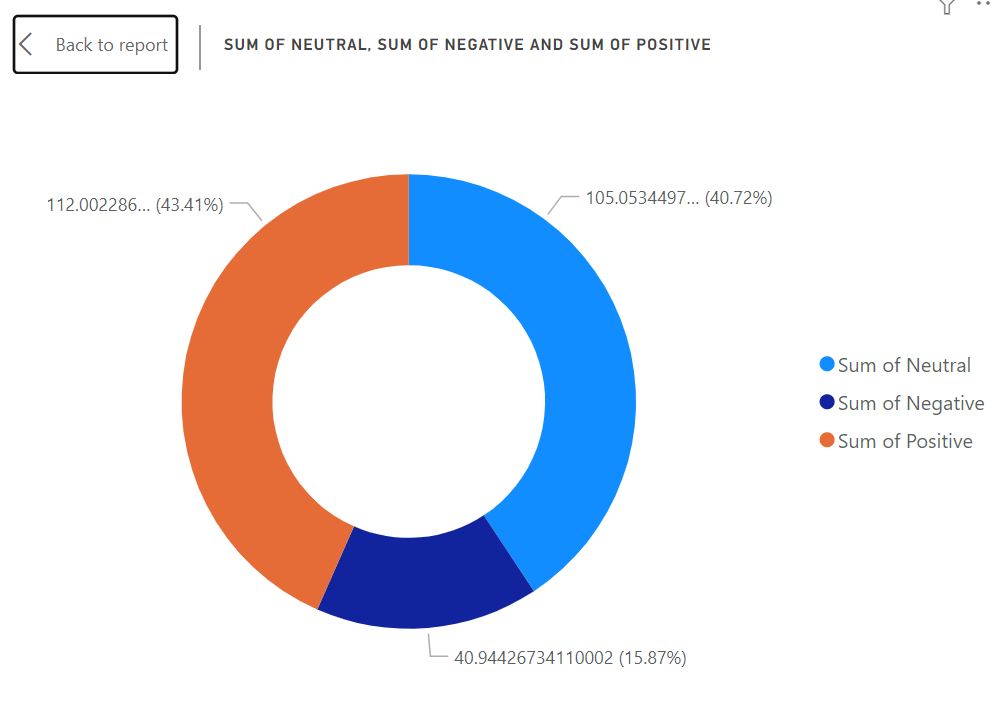 Back to report
SUM OF NEUTRAL, SUM OF NEGATIVE AND SUM OF POSITIVE
112.002286... (43.41%)
105.0534497... (40.72%)
Sum of Neutral
Sum of Negative
Sum of Positive
40.94426734110002 (15.87%)